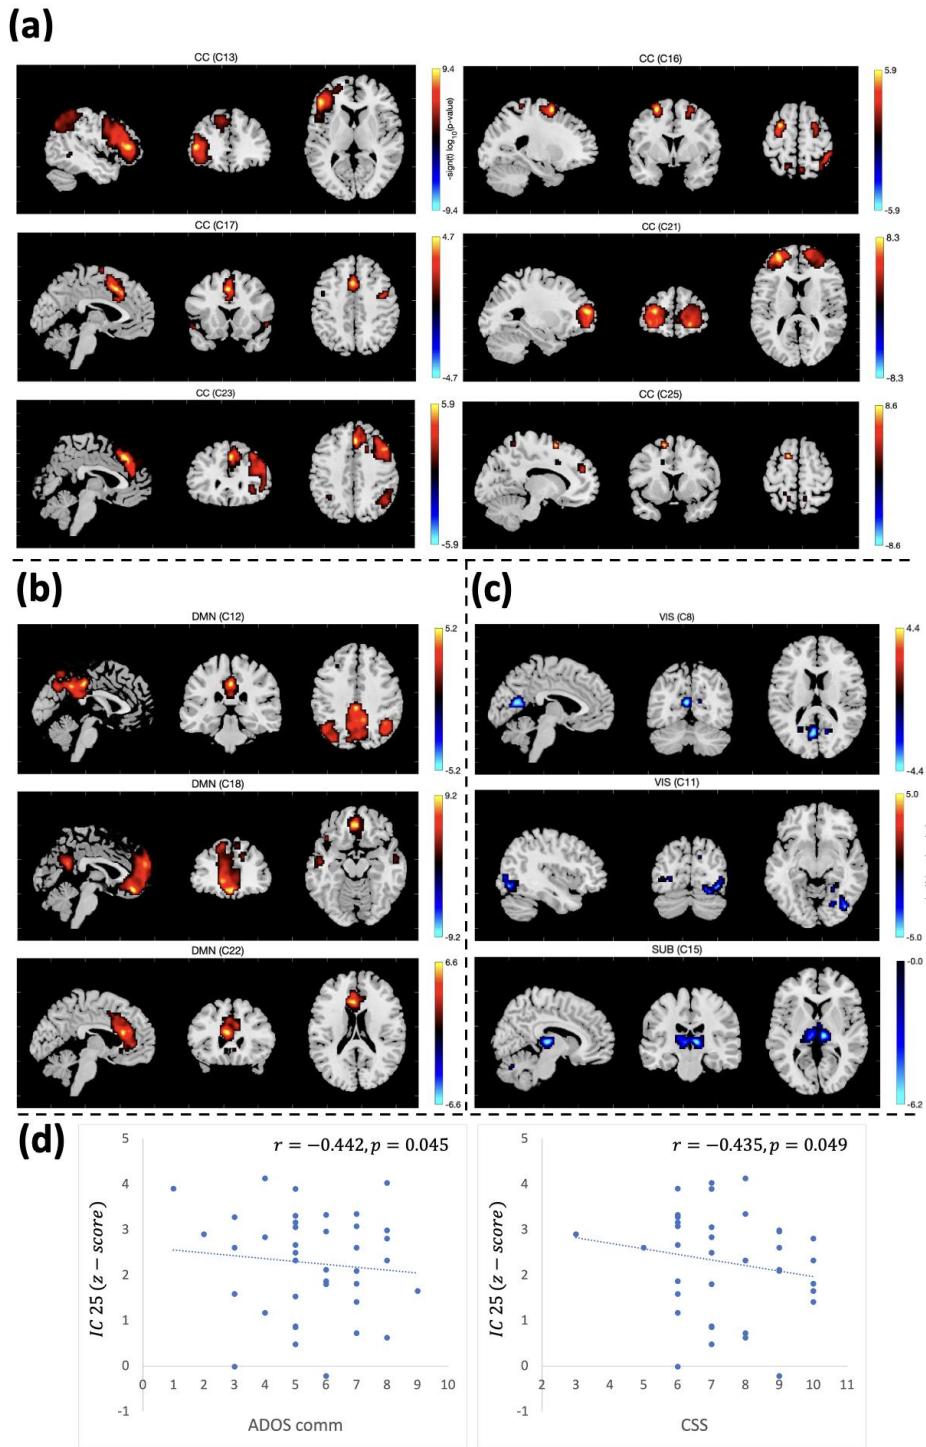 (a)
CC (C13)
9.4
-sign(t) log10(p-value)
-9.4
CC (C16)
5.9
-5.9
CC (C17)
4.7
-4.7
CC (C21)
8.3
-8.3
CC (C23)
5.9
-5.9
CC (C25)
8.6
-8.6
(b)
DMN (C12)
5.2
-5.2
DMN (C18)
9.2
-9.2
DMN (C22)
6.6
-6.6
(c)
VIS (C8)
4.4
-4.4
VIS (C11)
5.0
-5.0
SUB (C15)
-0.0
-6.2
(d)
r = −0.442, p = 0.045
IC 25 (z − score)
5
4
3
2
1
0
-1
0 1 2 3 4 5 6 7 8 9 10
ADOS comm
r = −0.435, p = 0.049
IC 25 (z − score)
5
4
3
2
1
0
-1
2 3 4 5 6 7 8 9 10 11
CSS